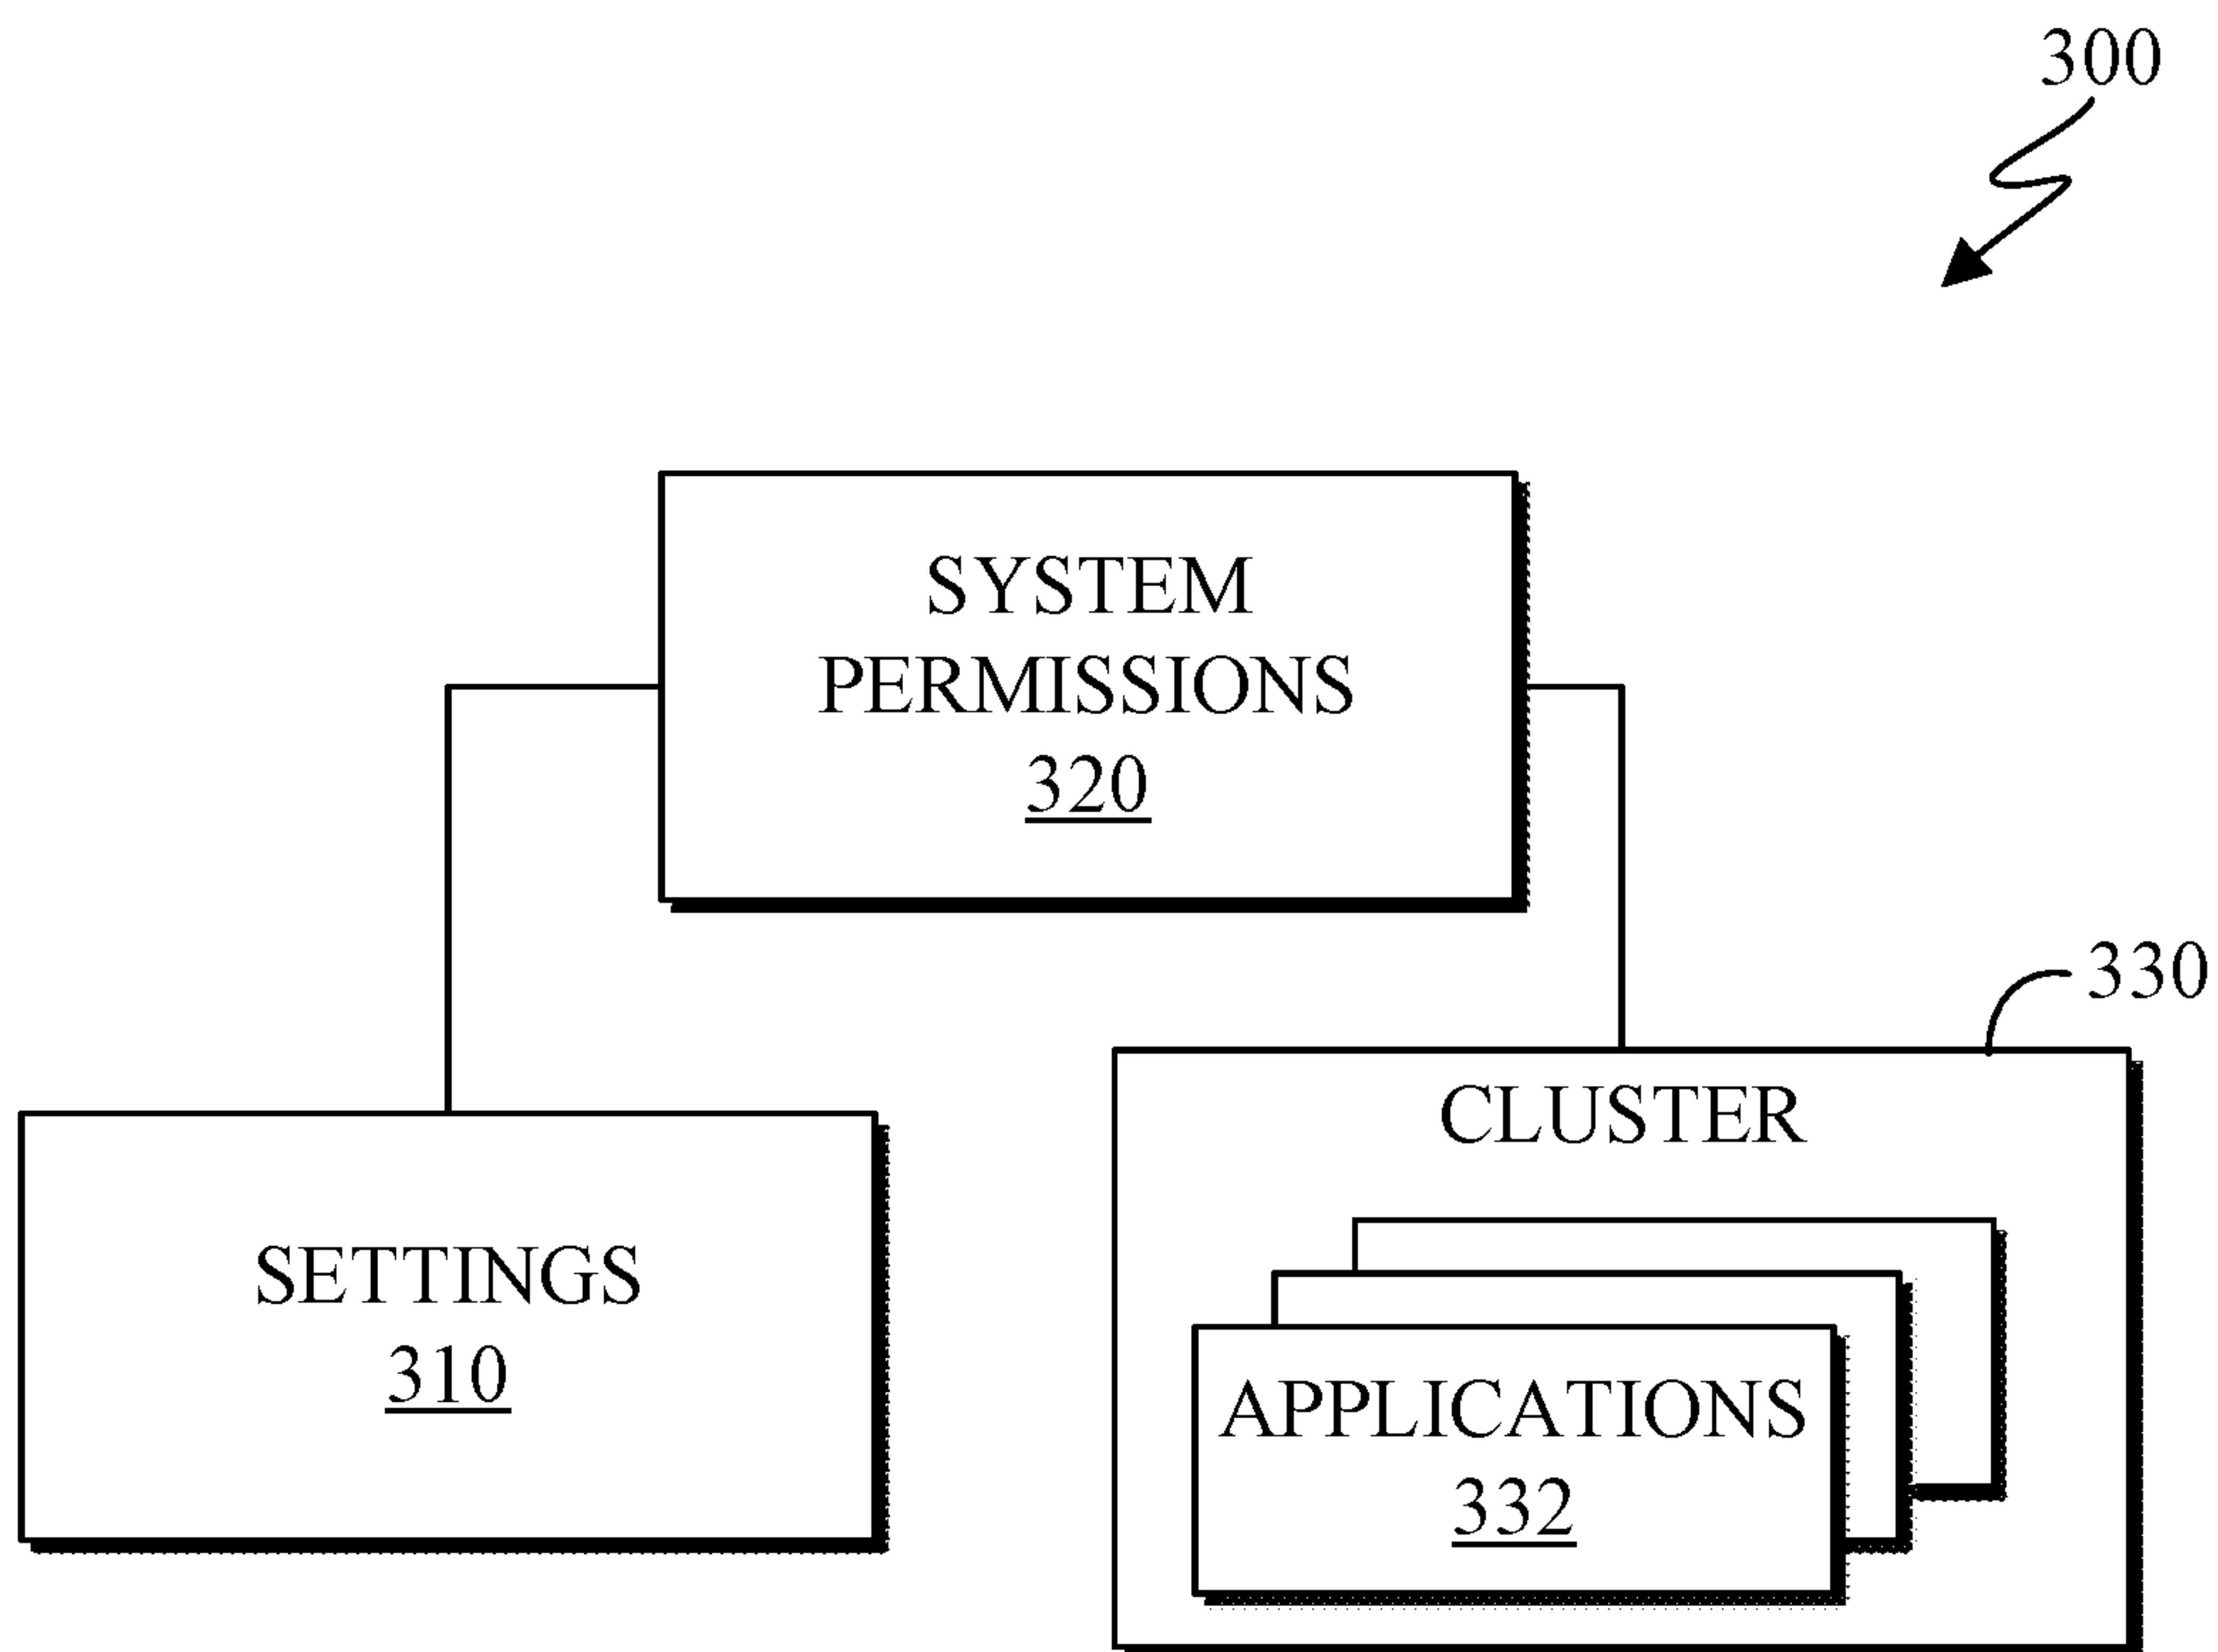 300
SYSTEM
PERMISSIONS
320
330
CLUSTER
SETTINGS
310
APPLICATIONS
332